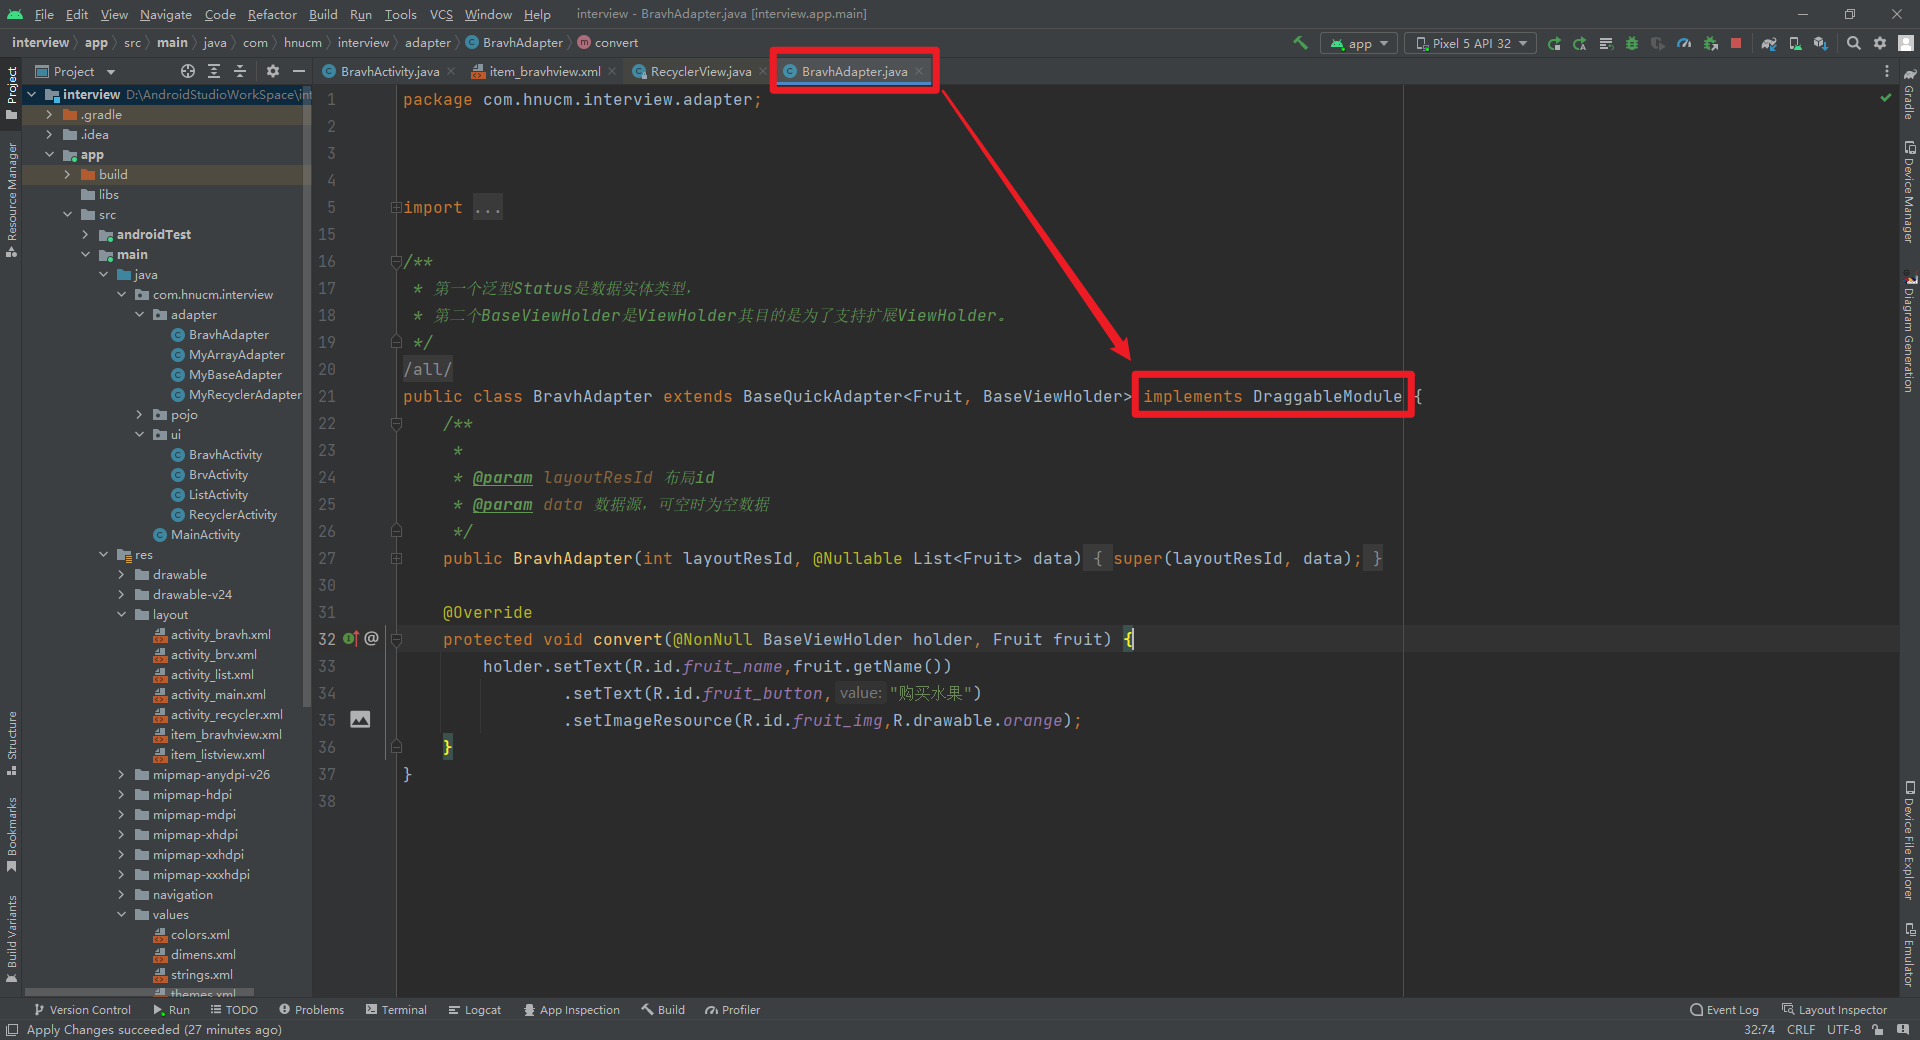 File Edit View Navigate Code Refactor Build Run Tools VCS Window Help interview - BravhAdapter.java [interview.app.main]
interview app src main java com hnucm interview adapter BravhAdapter convert app Pixel 5 API 32
Project BravhActivity.java item_bravhview.xml RecyclerView.java BravhAdapter.java
Project
Resource Manager
Structure
Bookmarks
Build Variants
interview D:\AndroidStudioWorkSpace\int
.gradle
.idea
app
build
libs
src
androidTest
main
java
com.hnucm.interview
adapter
BravhAdapter
MyArrayAdapter
MyBaseAdapter
MyRecyclerAdapter
pojo
ui
BravhActivity
BrvActivity
ListActivity
RecyclerActivity
MainActivity
res
drawable
drawable-v24
layout
activity_bravh.xml
activity_brv.xml
activity_list.xml
activity_main.xml
activity_recycler.xml
item_bravhview.xml
item_listview.xml
mipmap-anydpi-v26
mipmap-hdpi
mipmap-mdpi
mipmap-xhdpi
mipmap-xxhdpi
mipmap-xxxhdpi
navigation
values
colors.xml
dimens.xml
strings.xml
themes.xml
1 package com.hnucm.interview.adapter;
2
3
4
5 import ...
15
16 /**
17 * 第一个泛型Status是数据实体类型，
18 * 第二个BaseViewHolder是ViewHolder其目的是为了支持扩展ViewHolder。
19 */
20 /all/
21 public class BravhAdapter extends BaseQuickAdapter<Fruit, BaseViewHolder> implements DraggableModule {
22 /**
23 *
24 * @param layoutResId 布局id
25 * @param data 数据源，可空时为空数据
26 */
27 public BravhAdapter(int layoutResId, @Nullable List<Fruit> data) { super(layoutResId, data); }
30
31 @Override
32 protected void convert(@NonNull BaseViewHolder holder, Fruit fruit) {
33 holder.setText(R.id.fruit_name,fruit.getName())
34 .setText(R.id.fruit_button, value: "购买水果")
35 .setImageResource(R.id.fruit_img,R.drawable.orange);
36 }
37 }
38
Gradle
Device Manager
Diagram Generation
Device File Explorer
Emulator
Version Control Run TODO Problems Terminal Logcat App Inspection Build Profiler Event Log Layout Inspector
Apply Changes succeeded (27 minutes ago) 32:74 CRLF UTF-8